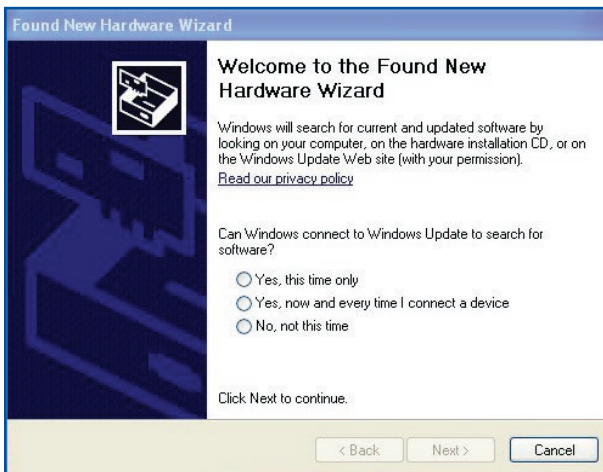 Found New Hardware Wizard
Welcome to the Found New
Hardware Wizard
Windows will search for current and updated software by
looking on your computer, on the hardware installation CD, or on
the Windows Update Web site (with your permission).
Read our privacy policy
Can Windows connect to Windows Update to search for
software?
Yes, this time only
Yes, now and every time I connect a device
No, not this time
Click Next to continue.
< Back
Next >
Cancel